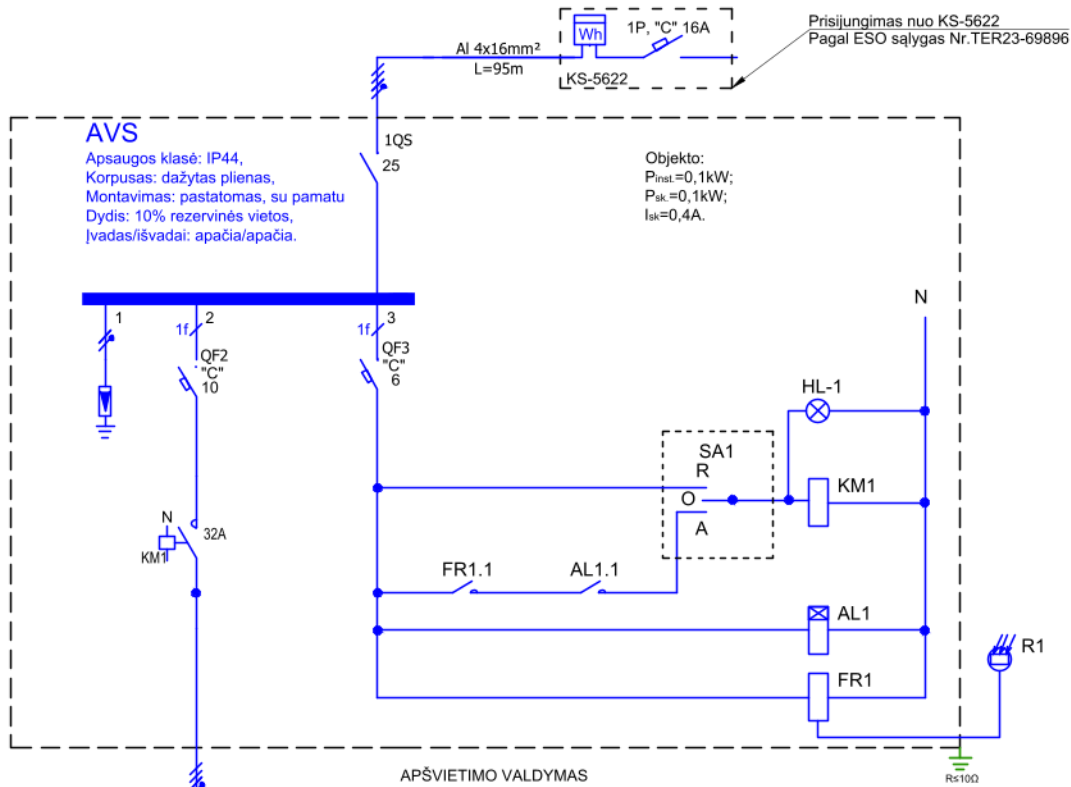 Wh
1P, "C" 16A
Prisijungimas nuo KS-5622
Pagal ESO sąlygas Nr.TER23-69896
Al 4x16mm²
L=95m
KS-5622
AVS
Apsaugos klasė: IP44,
Korpusas: dažytas plienas,
Montavimas: pastatomas, su pamatu
Dydis: 10% rezervinės vietos,
Įvadas/išvadai: apačia/apačia.
1QS
25
Objekto:
Pinst.=0,1kW;
Psk.=0,1kW;
Isk=0,4A.
N
1
1f
2
1f
3
QF2
"C"
10
QF3
"C"
6
HL-1
SA1
R
O
A
KM1
N
32A
KM1
FR1.1
AL1.1
AL1
R1
FR1
APŠVIETIMO VALDYMAS
R≤10Ω